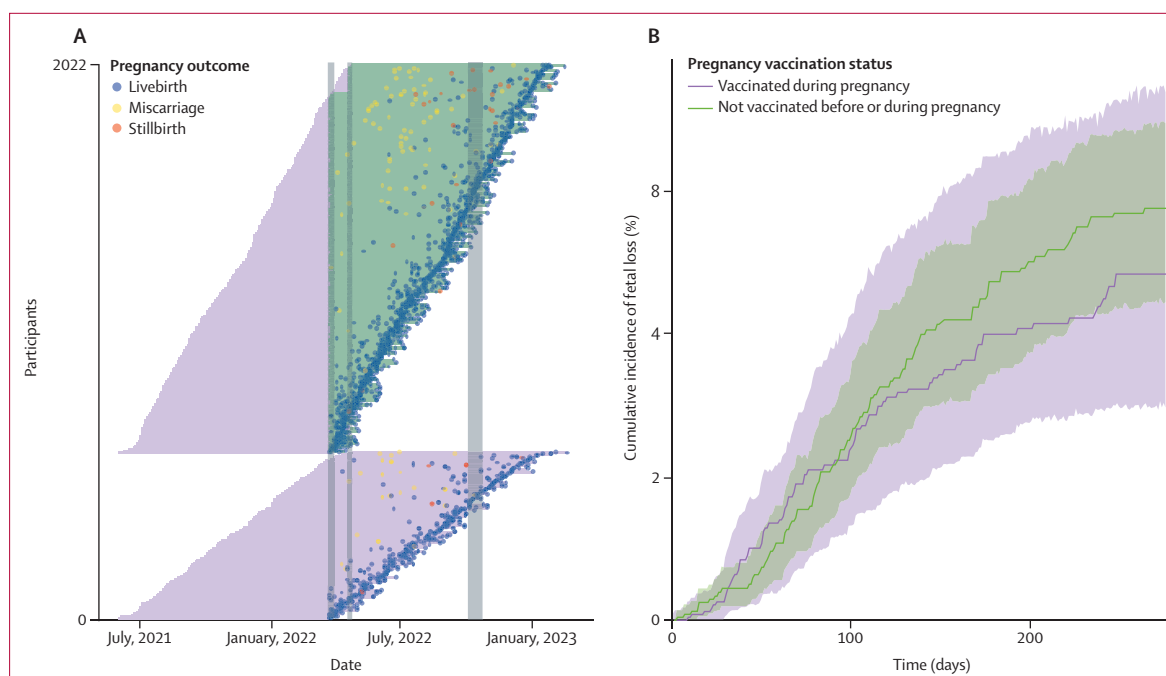 A
Pregnancy outcome
Livebirth
Miscarriage
Stillbirth
2022
0
Participants
July, 2021
January, 2022
July, 2022
January, 2023
Date
B
Pregnancy vaccination status
Vaccinated during pregnancy
Not vaccinated before or during pregnancy
8
4
2
0
Cumulative incidence of fetal loss (%)
0
100
200
Time (days)